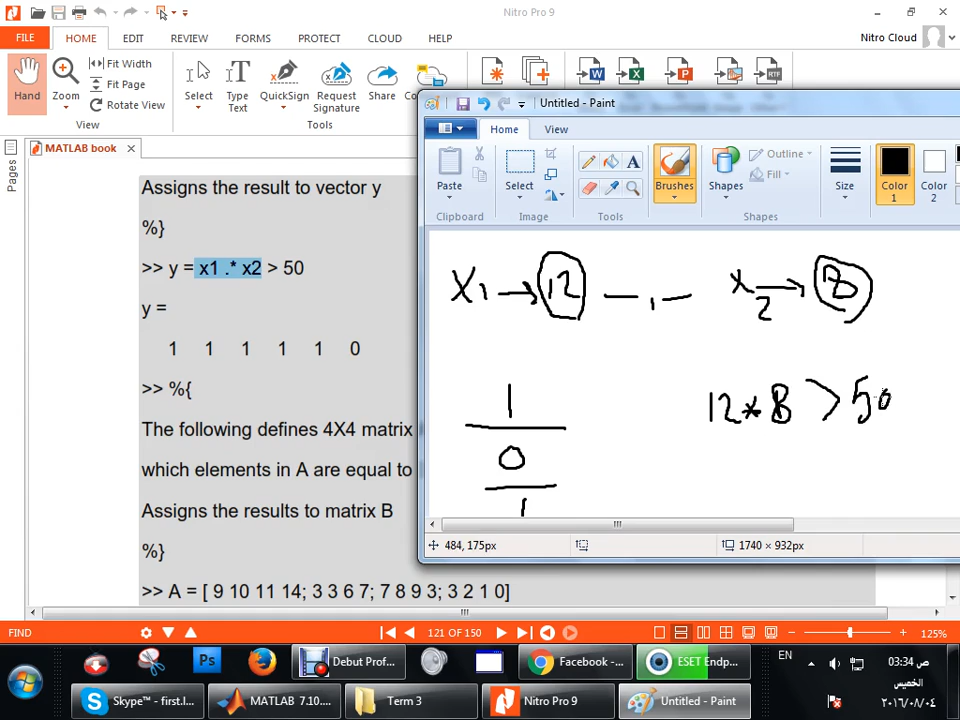 Nitro Pro 9
FILE HOME EDIT REVIEW FORMS PROTECT CLOUD HELP Nitro Cloud
Hand Zoom Fit Width Fit Page Rotate View Select Type Text QuickSign Request Signature Share
View Tools
MATLAB book
Pages
Assigns the result to vector y
%}
>> y = x1 .* x2 > 50
y =
1 1 1 1 1 0
>> %{
The following defines 4X4 matrix
which elements in A are equal to
Assigns the results to matrix B
%}
>> A = [ 9 10 11 14; 3 3 6 7; 7 8 9 3; 3 2 1 0]
Untitled - Paint
Home View
Paste Select Brushes Shapes Outline Fill Size Color 1 Color 2
Clipboard Image Tools Shapes
X1 → 12 — , — x2 → 8
1
0
1
12*8 > 50
484, 175px 1740 × 932px
FIND 121 OF 150 125%
Debut Prof... Facebook -... ESET Endp... EN 03:34 ص
الخميس
Skype™ - first.l... MATLAB 7.10.... Term 3 Nitro Pro 9 Untitled - Paint ٢٠١٦/٠٨/٠٤